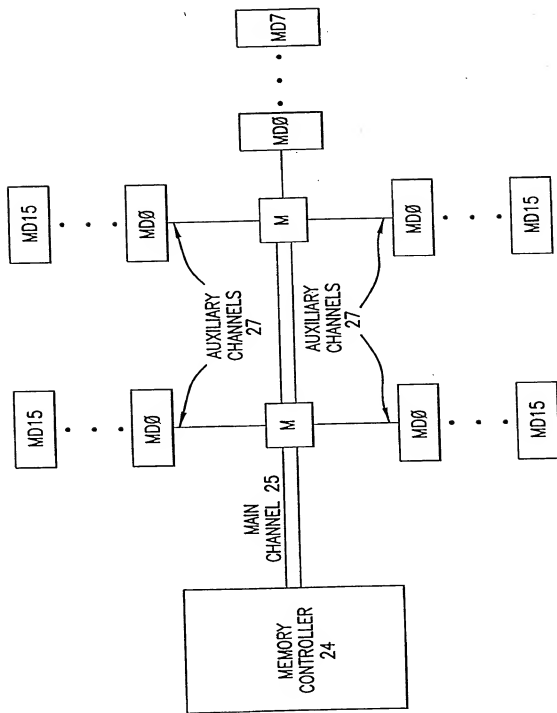 MEMORY
CONTROLLER
24
MAIN
CHANNEL 25
M
MD0
MD15
MD0
MD15
AUXILIARY
CHANNELS
27
AUXILIARY
CHANNELS
27
M
MD0
MD15
MD0
MD15
MD0
MD7